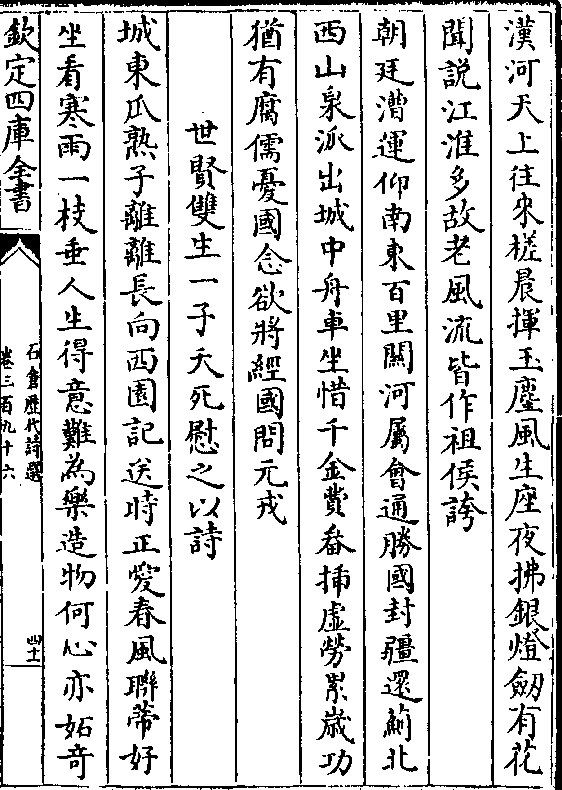 漢河天上往來槎晨揮玉麈風生座夜拂銀燈劒有花
聞說江淮多故老風流皆作祖侯誇
朝廷漕運仰南東百里闗河屬會通勝國封疆還薊北
西山泉派出城中舟車坐惜千金費畚揷虛勞累歳功
猶有腐儒憂國念欲將經國問元戎
世賢雙生一子夭死慰之以詩
城東瓜熟子離離長向西園記送時正愛春風聯蔕好
坐看寒雨一枝垂人生得意難為樂造物何心亦妬竒
欽定四庫全書
石倉歴代詩選
卷三百九十六
四十